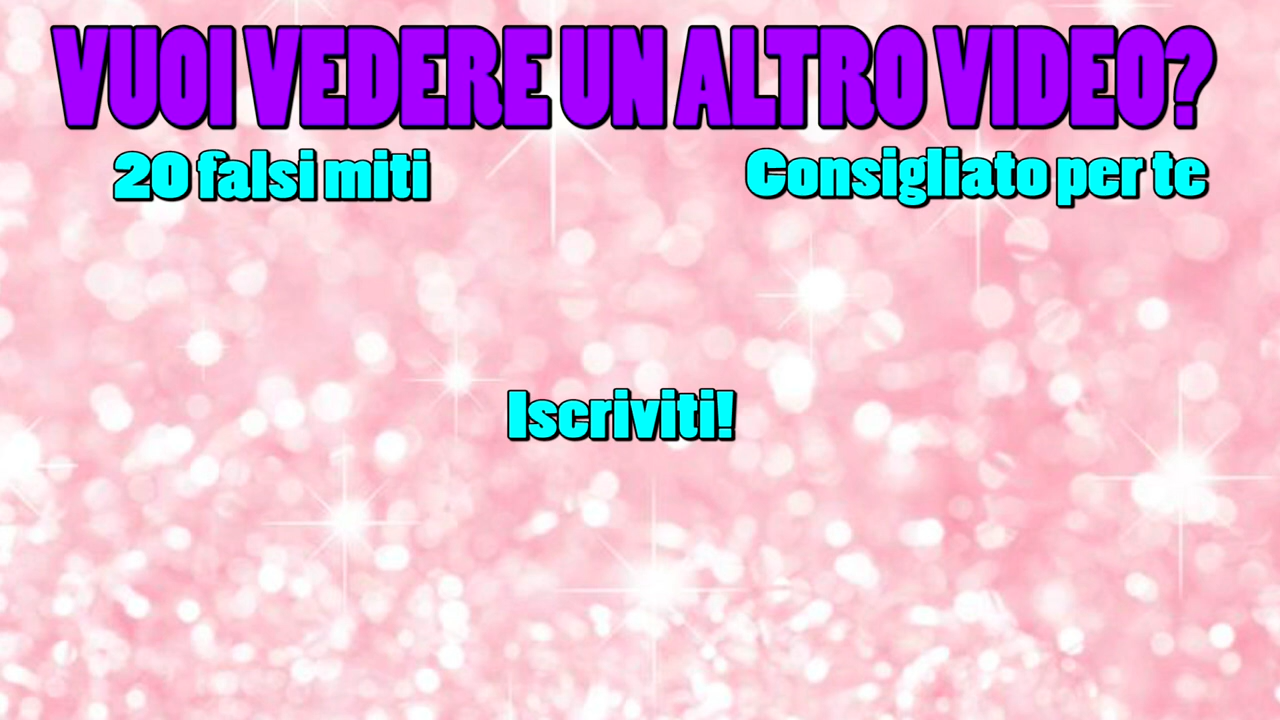 VUOI VEDERE UN ALTRO VIDEO?
20 falsi miti
Consigliato per te
Iscriviti!